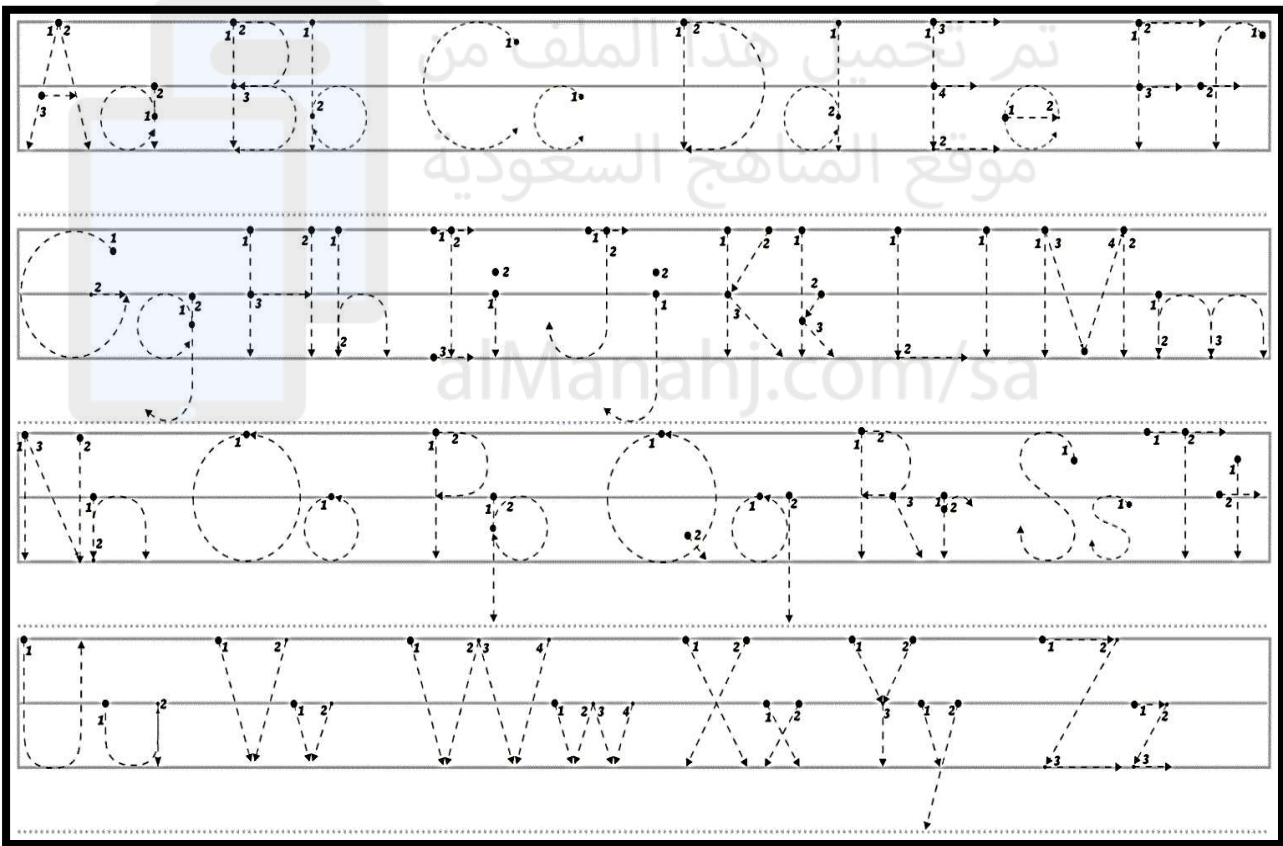 Aa Bb Cc Dd Ee Ff
Gg Hh Ii Jj Kk Ll Mm
Nn Oo Pp Qq Rr Ss Tt
Uu Vv Ww Xx Yy Zz
تم تحميل هذا الملف من
موقع المناهج السعودية
alManahj.com/sa